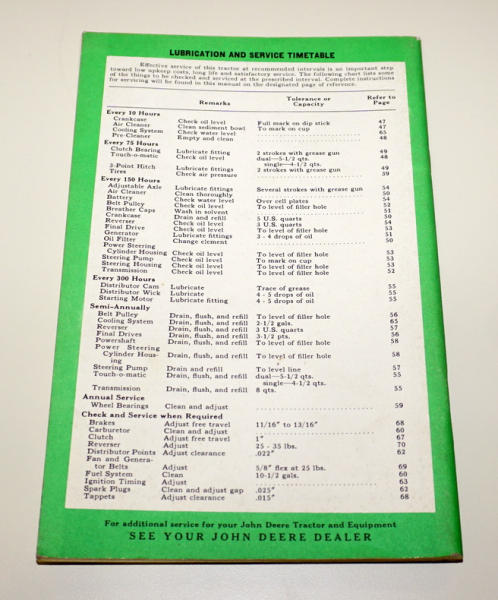 LUBRICATION AND SERVICE TIMETABLE
Effective service of this tractor at recommended intervals is an important step
toward low upkeep costs, long life and satisfactory service. The following chart lists some
of the things to be checked and serviced at the prescribed interval. Complete instructions
for servicing will be found in this manual on the designated page of reference.
Remarks Tolerance or Capacity Refer to Page
Every 10 Hours
Crankcase Check oil level Full mark on dip stick 47
Air Cleaner Clean sediment bowl To mark on cup 47
Cooling System Check water level 65
Pre-Cleaner Empty and clean 48
Every 75 Hours
Clutch Bearing Lubricate fitting 2 strokes with grease gun 49
Touch-o-matic Check oil level dual—5-1/2 qts. 48
single—4-1/2 qts.
3-Point Hitch Lubricate fittings 2 strokes with grease gun 49
Tires Check air pressure 59
Every 150 Hours
Adjustable Axle Lubricate fittings Several strokes with grease gun 54
Air Cleaner Clean thoroughly 50
Battery Check water level Over cell plates 54
Belt Pulley Check oil level To level of filler hole 52
Breather Caps Wash in solvent 51
Crankcase Drain and refill 5 U.S. quarts 50
Reverser Check oil level 3 U.S. quarts 54
Final Drive Check oil level To level of filler hole 53
Generator Lubricate fittings 3 - 4 drops of oil 51
Oil Filter Change element 50
Power Steering
Cylinder Housing Check oil level To level of filler hole 53
Steering Pump Check oil level To mark on cup 53
Steering Housing Check oil level To level of filler hole 53
Transmission Check oil level To level of filler hole 52
Every 300 Hours
Distributor Cam Lubricate Trace of grease 55
Distributor Wick Lubricate 4 - 5 drops of oil 55
Starting Motor Lubricate fitting 4 - 5 drops of oil 55
Semi-Annually
Belt Pulley Drain, flush, and refill To level of filler hole 56
Cooling System Drain, flush, and refill 2-1/2 gals. 65
Reverser Drain, flush, and refill 3 U.S. quarts 57
Final Drives Drain, flush, and refill 3-1/2 pts. 56
Powershaft Drain, flush, and refill To level of filler hole 58
Power Steering
Cylinder Hous-
ing Drain, flush, and refill To level of filler hole 58
Steering Pump Drain and refill To level line 57
Touch-o-matic Drain, flush, and refill dual—5-1/2 qts. 55
single—4-1/2 qts.
Transmission Drain, flush, and refill 8 qts. 55
Annual Service
Wheel Bearings Clean and adjust 59
Check and Service when Required
Brakes Adjust free travel 11/16" to 13/16" 68
Carburetor Clean and adjust 60
Clutch Adjust free travel 1" 67
Reverser Adjust 25 - 35 lbs. 70
Distributor Points Adjust clearance .022" 62
Fan and Genera-
tor Belts Adjust 5/8" flex at 25 lbs. 69
Fuel System Clean 10-1/2 gals. 60
Ignition Timing Adjust 63
Spark Plugs Clean and adjust gap .025" 62
Tappets Adjust clearance .015" 68
For additional service for your John Deere Tractor and Equipment
SEE YOUR JOHN DEERE DEALER